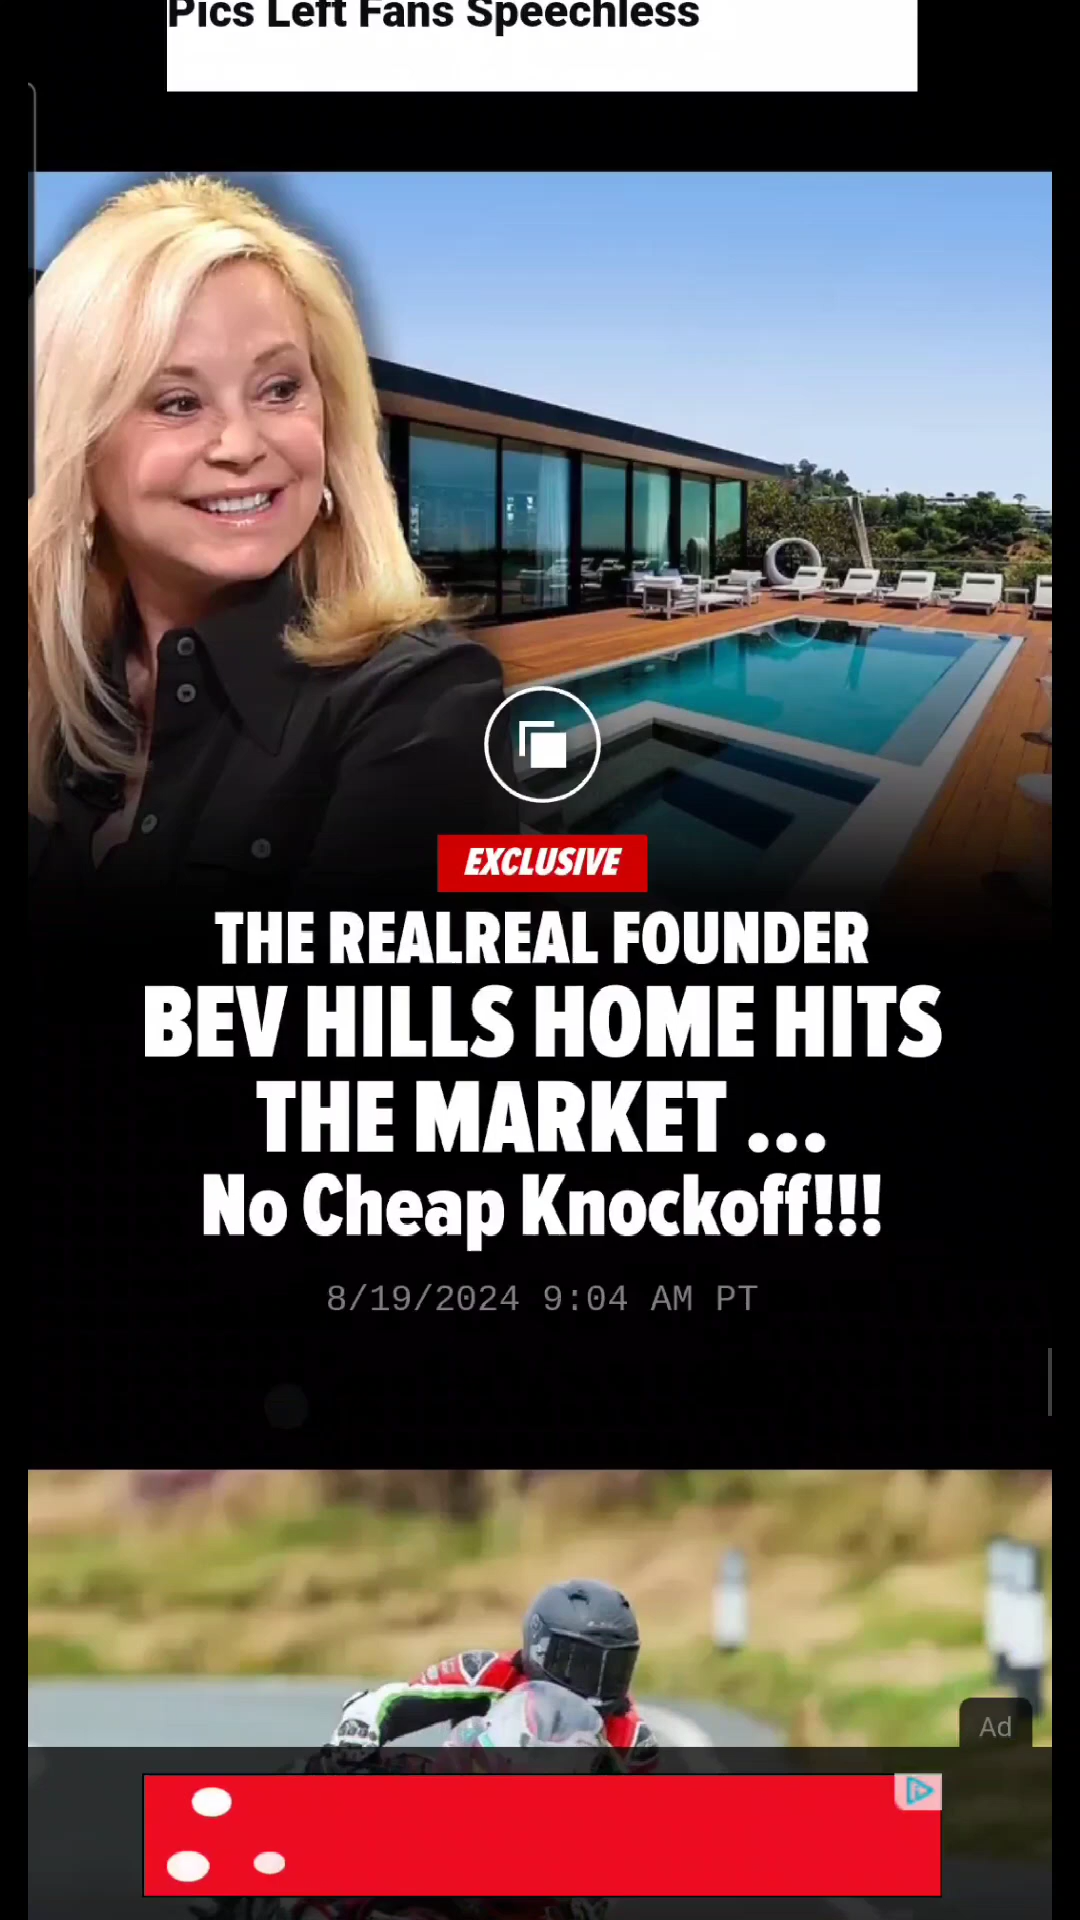 Pics Left Fans Speechless
EXCLUSIVE
THE REALREAL FOUNDER
BEV HILLS HOME HITS
THE MARKET ...
No Cheap Knockoff!!!
8/19/2024 9:04 AM PT
Ad